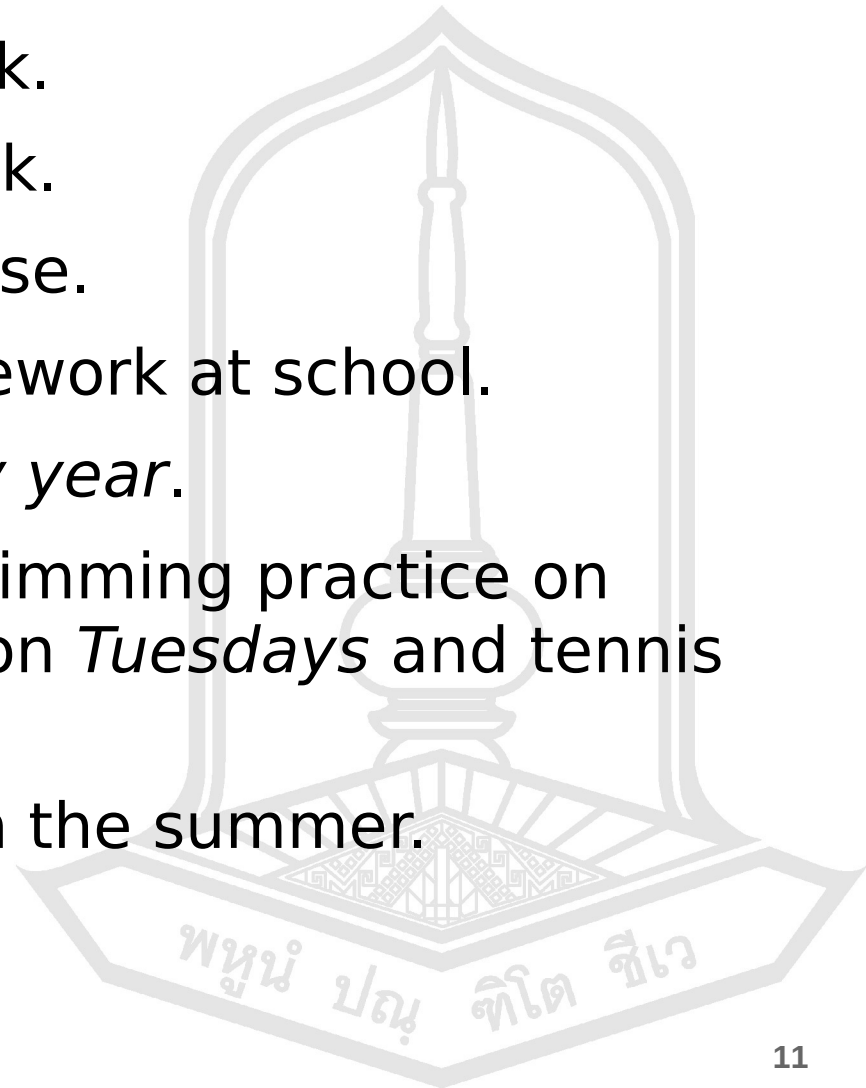 k.
k.
se.
ework at school.
y year.
imming practice on
on Tuesdays and tennis
n the summer.
พหูนํ ปณฺฑิโต ชีเว
11